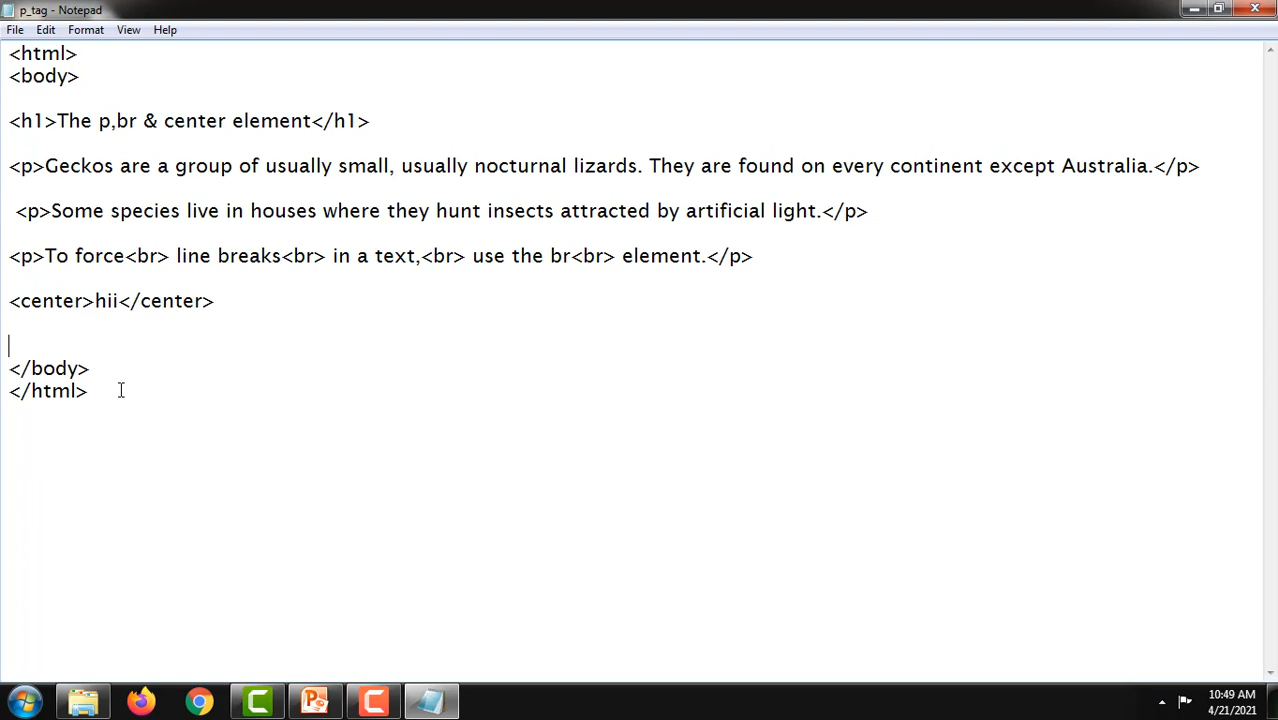 p_tag - Notepad
File Edit Format View Help
<html>
<body>
<h1>The p,br & center element</h1>
<p>Geckos are a group of usually small, usually nocturnal lizards. They are found on every continent except Australia.</p>
<p>Some species live in houses where they hunt insects attracted by artificial light.</p>
<p>To force<br> line breaks<br> in a text,<br> use the br<br> element.</p>
<center>hii</center>
</body>
</html>
10:49 AM
4/21/2021